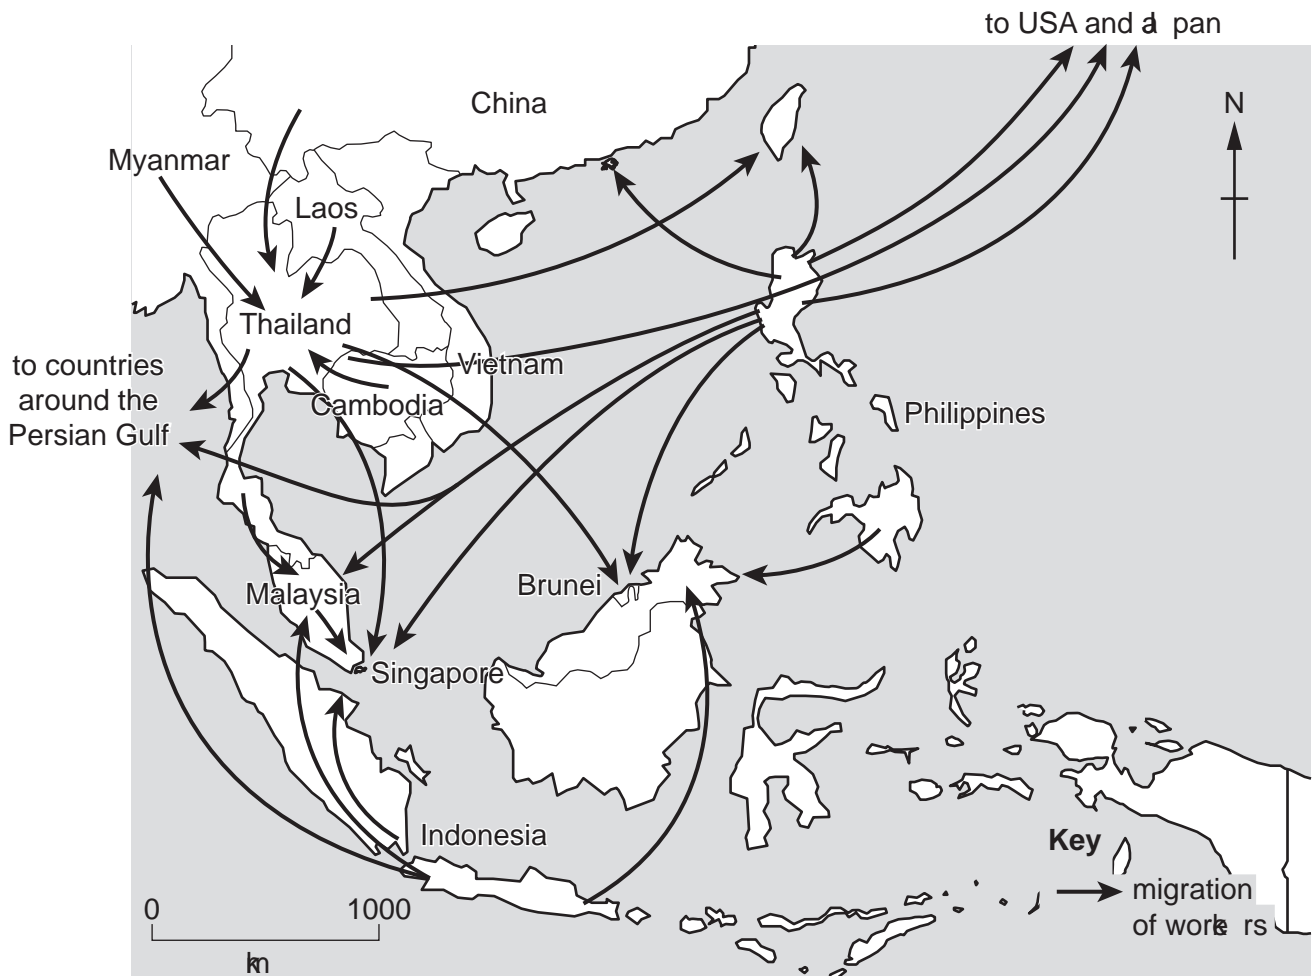 to USA and Japan
China
N
Myanmar
Laos
Thailand
to countries
around the
Persian Gulf
Vietnam
Cambodia
Philippines
Brunei
Malaysia
Singapore
Indonesia
Key
migration
of workers
0 1000
km